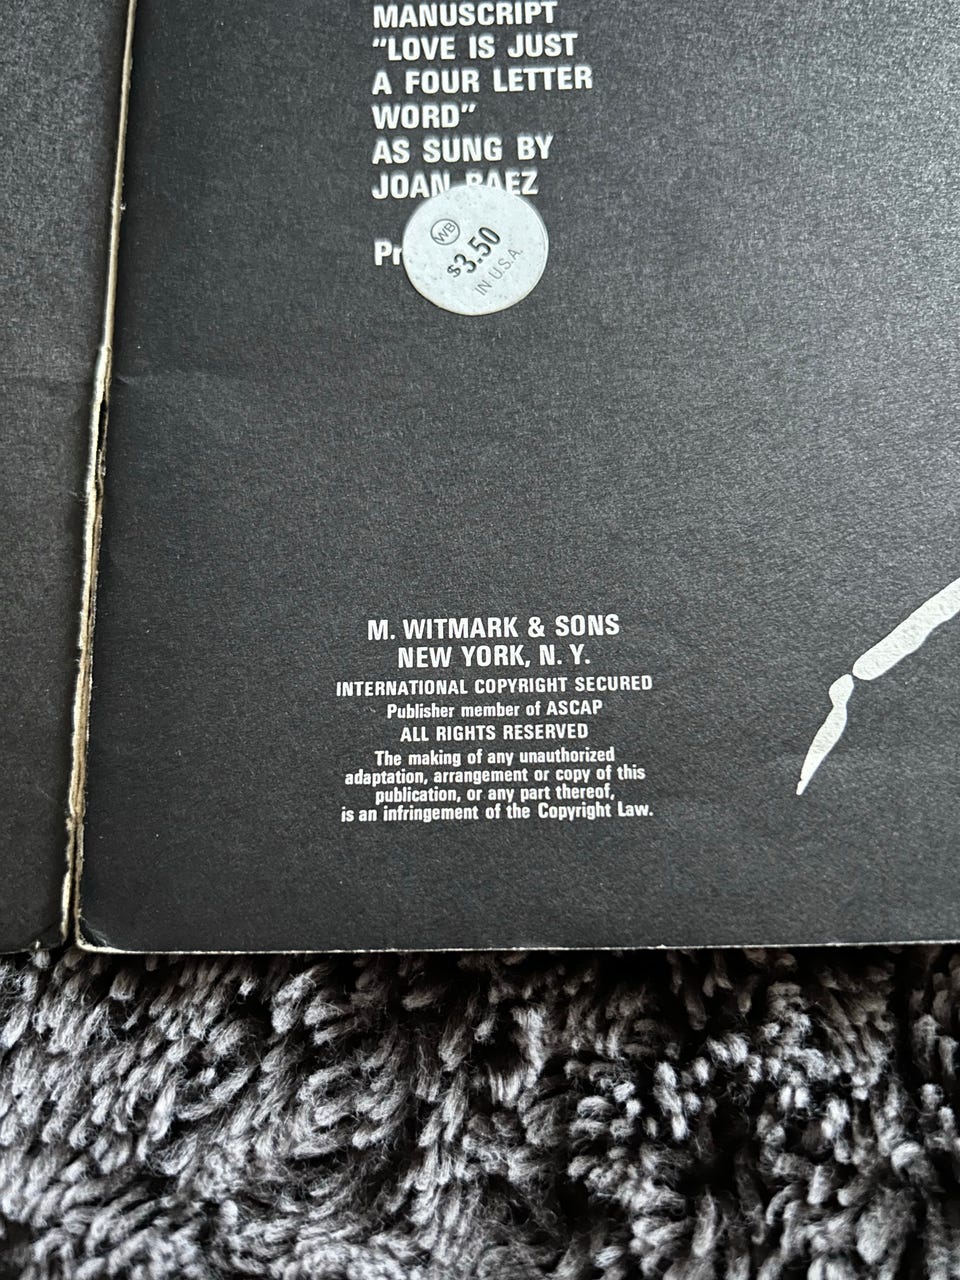 MANUSCRIPT
"LOVE IS JUST
A FOUR LETTER
WORD"
AS SUNG BY
JOAN BAEZ
WB
$3.50
IN U.S.A.
M. WITMARK & SONS
NEW YORK, N. Y.
INTERNATIONAL COPYRIGHT SECURED
Publisher member of ASCAP
ALL RIGHTS RESERVED
The making of any unauthorized
adaptation, arrangement or copy of this
publication, or any part thereof,
is an infringement of the Copyright Law.